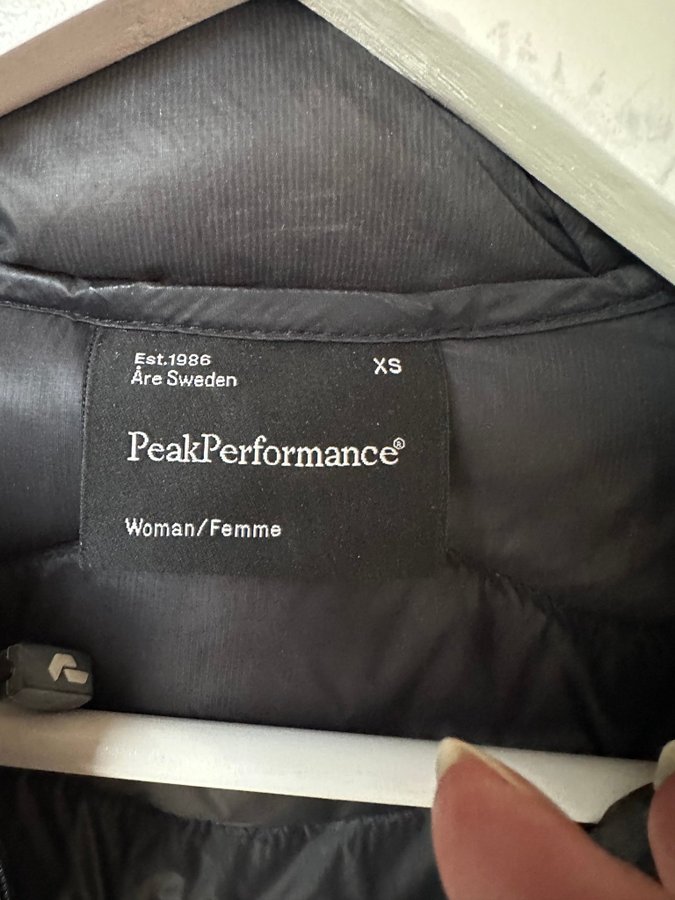 Est.1986
Åre Sweden
XS
PeakPerformance®
Woman/Femme